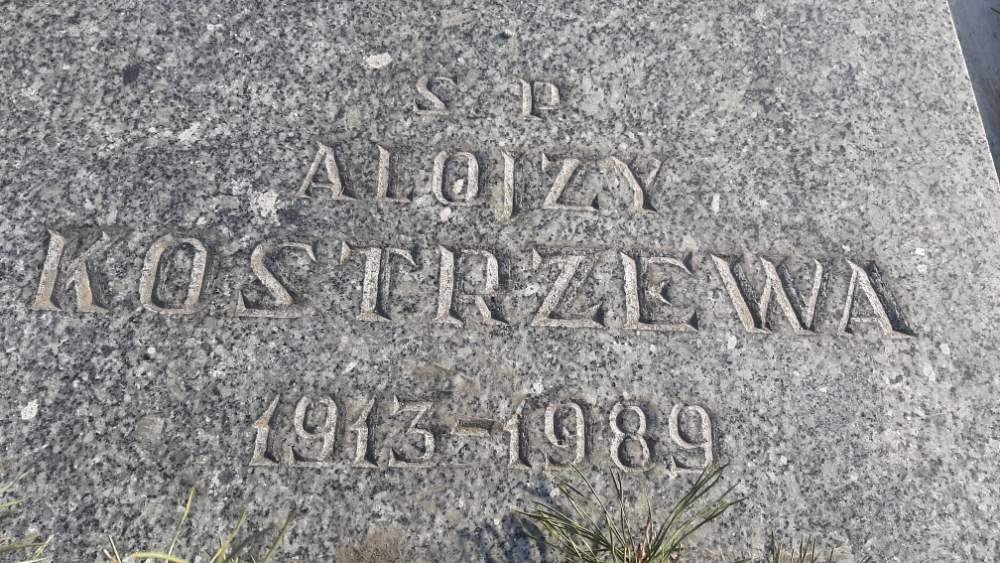 S P
ALOJZY
KOSTRZEWA
1913-1989